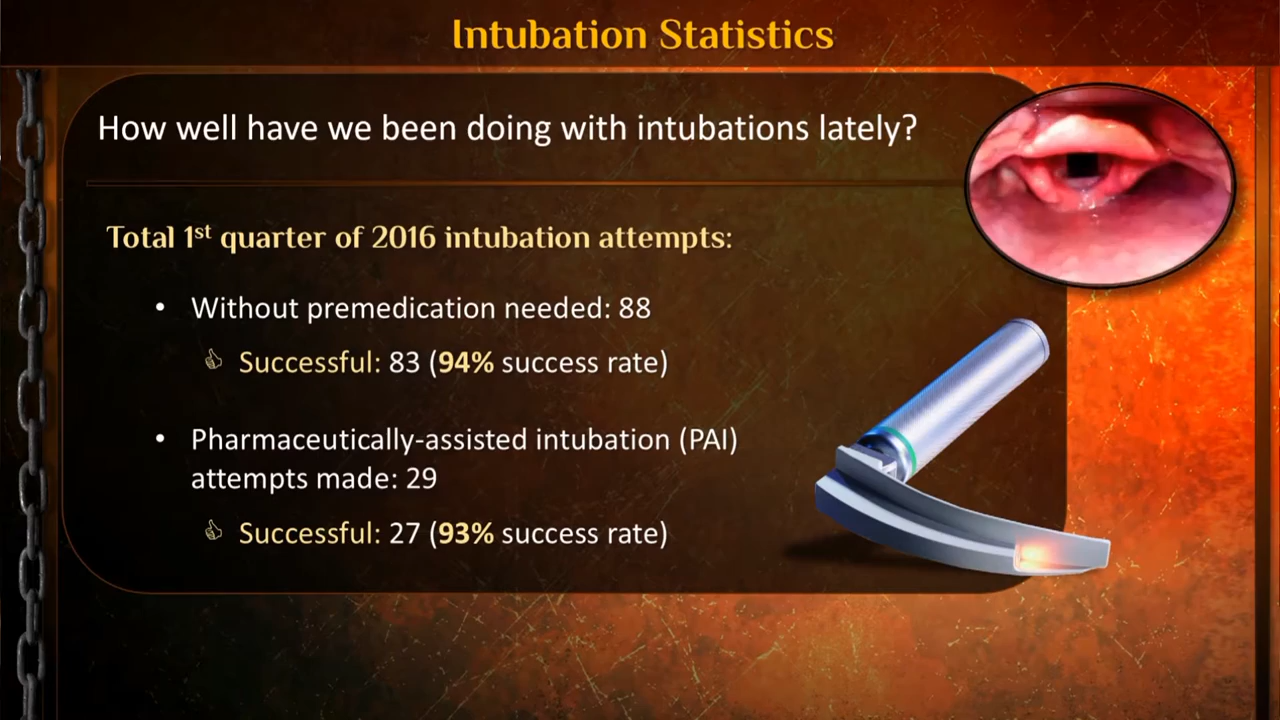 Intubation Statistics
How well have we been doing with intubations lately?
Total 1st quarter of 2016 intubation attempts:
• Without premedication needed: 88
👍 Successful: 83 (94% success rate)
• Pharmaceutically-assisted intubation (PAI)
attempts made: 29
👍 Successful: 27 (93% success rate)